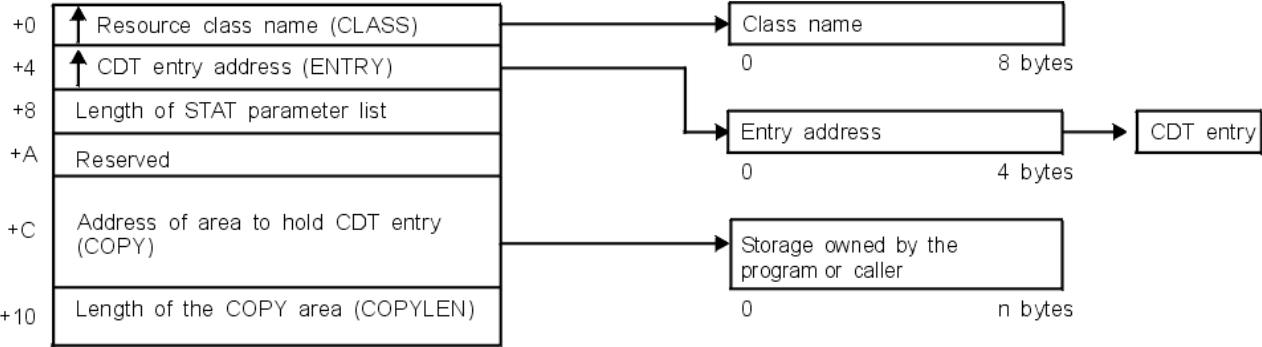 +0
Resource class name (CLASS)
Class name
0 8 bytes
+4
CDT entry address (ENTRY)
+8
Length of STAT parameter list
Entry address
CDT entry
0 4 bytes
+A
Reserved
+C
Address of area to hold CDT entry
(COPY)
Storage owned by the
program or caller
0 n bytes
+10
Length of the COPY area (COPYLEN)